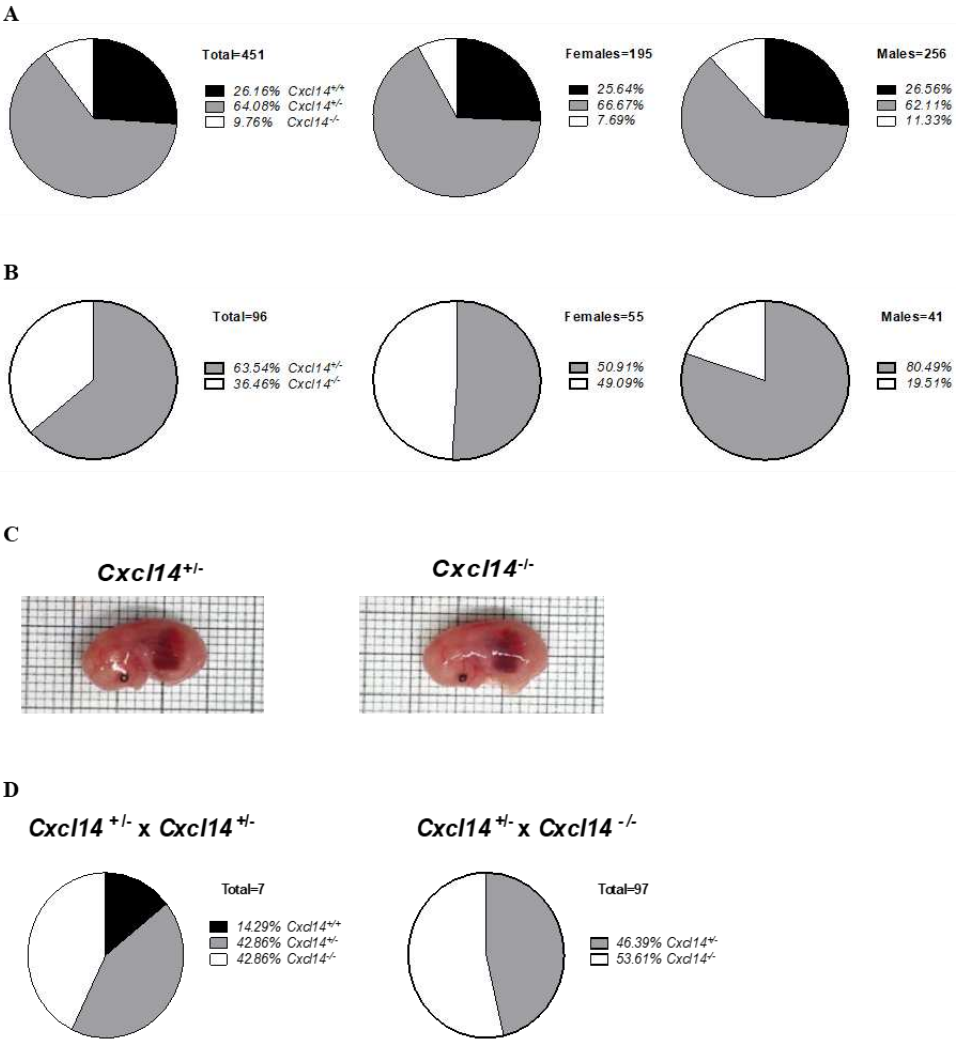 A
Total=451
26.16% Cxcl14+/+
64.08% Cxcl14+/-
9.76% Cxcl14-/-
Females=195
25.64%
66.67%
7.69%
Males=256
26.56%
62.11%
11.33%
B
Total=96
63.54% Cxcl14+/-
36.46% Cxcl14-/-
Females=55
50.91%
49.09%
Males=41
80.49%
19.51%
C
Cxcl14+/-
Cxcl14-/-
D
Cxcl14 +/- x Cxcl14 +/-
Total=7
14.29% Cxcl14+/+
42.86% Cxcl14+/-
42.86% Cxcl14-/-
Cxcl14 +/- x Cxcl14 -/-
Total=97
46.39% Cxcl14+/-
53.61% Cxcl14-/-